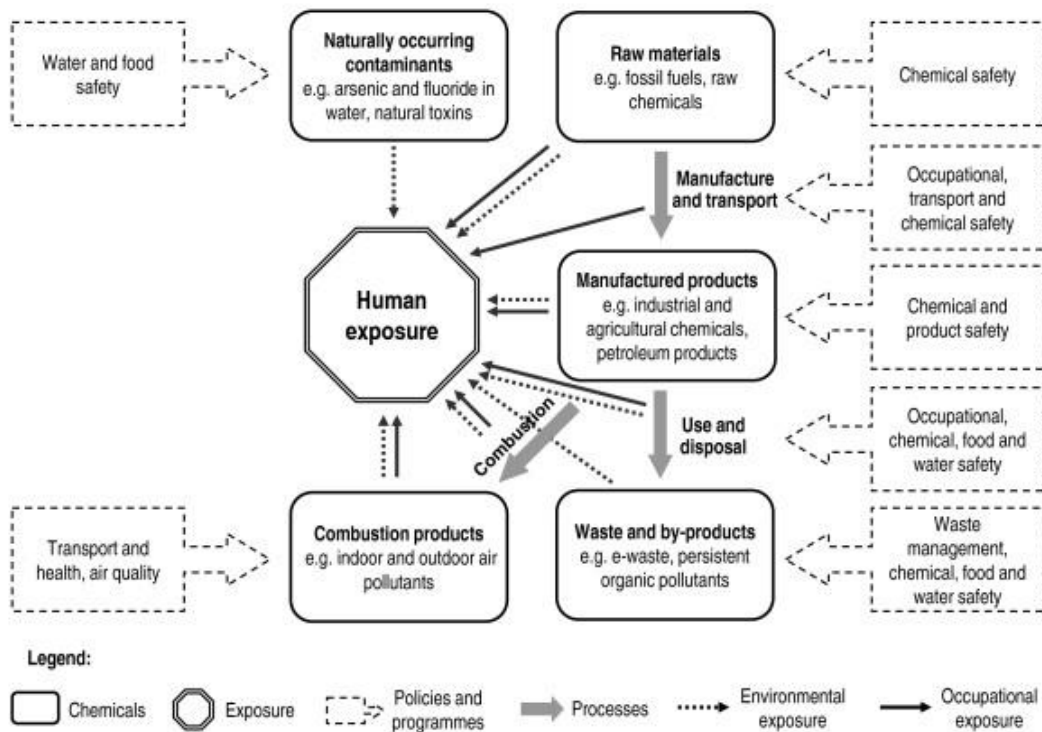 Water and food
safety
Naturally occurring
contaminants
e.g. arsenic and fluoride in
water, natural toxins
Raw materials
e.g. fossil fuels, raw
chemicals
Chemical safety
Manufacture
and transport
Occupational,
transport and
chemical safety
Human
exposure
Manufactured products
e.g. industrial and
agricultural chemicals,
petroleum products
Chemical and
product safety
Combustion
Use and
disposal
Occupational,
chemical, food and
water safety
Transport and
health, air quality
Combustion products
e.g. indoor and outdoor air
pollutants
Waste and by-products
e.g. e-waste, persistent
organic pollutants
Waste
management,
chemical, food and
water safety
Legend:
Chemicals
Exposure
Policies and
programmes
Processes
Environmental
exposure
Occupational
exposure